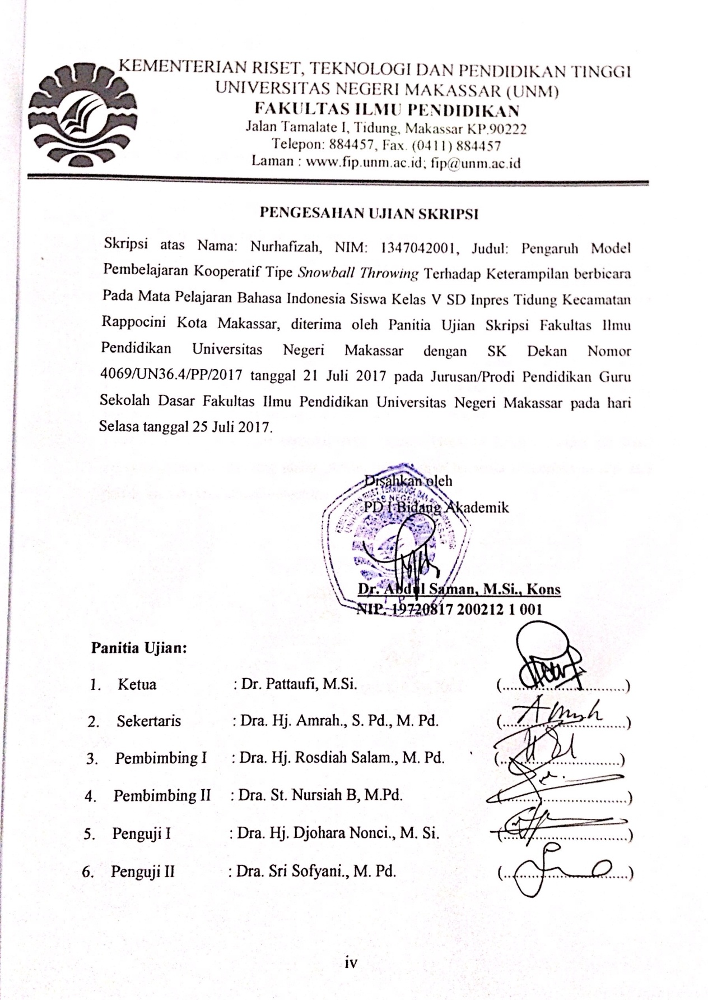 KEMENTERIAN RISET, TEKNOLOGI DAN PENDIDIKAN TINGGI
UNIVERSITAS NEGERI MAKASSAR (UNM)
FAKULTAS ILMU PENDIDIKAN
Jalan Tamalate I, Tidung, Makassar KP.90222
Telepon: 884457, Fax. (0411) 884457
Laman : www.fip.unm.ac.id; fip@unm.ac.id
PENGESAHAN UJIAN SKRIPSI
Skripsi atas Nama: Nurhafizah, NIM: 1347042001, Judul: Pengaruh Model
Pembelajaran Kooperatif Tipe Snowball Throwing Terhadap Keterampilan berbicara
Pada Mata Pelajaran Bahasa Indonesia Siswa Kelas V SD Inpres Tidung Kecamatan
Rappocini Kota Makassar, diterima oleh Panitia Ujian Skripsi Fakultas Ilmu
Pendidikan Universitas Negeri Makassar dengan SK Dekan Nomor
4069/UN36.4/PP/2017 tanggal 21 Juli 2017 pada Jurusan/Prodi Pendidikan Guru
Sekolah Dasar Fakultas Ilmu Pendidikan Universitas Negeri Makassar pada hari
Selasa tanggal 25 Juli 2017.
Disahkan oleh
PD I Bidang Akademik
Dr. Abdul Saman, M.Si., Kons
NIP. 19720817 200212 1 001
Panitia Ujian:
1. Ketua : Dr. Pattaufi, M.Si. (..............................)
2. Sekertaris : Dra. Hj. Amrah., S. Pd., M. Pd. (..............................)
3. Pembimbing I : Dra. Hj. Rosdiah Salam., M. Pd. (..............................)
4. Pembimbing II : Dra. St. Nursiah B, M.Pd. (..............................)
5. Penguji I : Dra. Hj. Djohara Nonci., M. Si. (..............................)
6. Penguji II : Dra. Sri Sofyani., M. Pd. (..............................)
iv